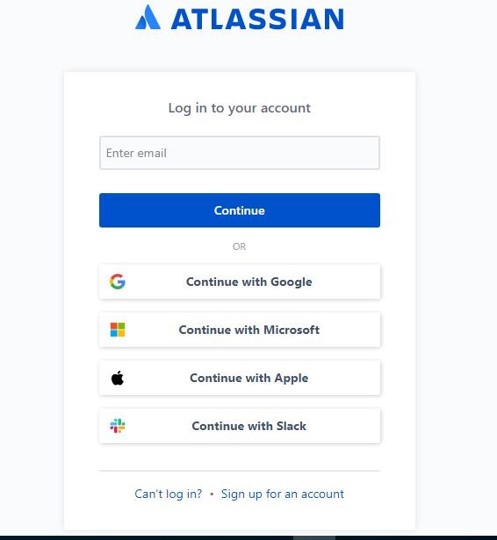 ATLASSIAN
Log in to your account
Enter email
Continue
OR
Continue with Google
Continue with Microsoft
Continue with Apple
Continue with Slack
Can't log in? • Sign up for an account